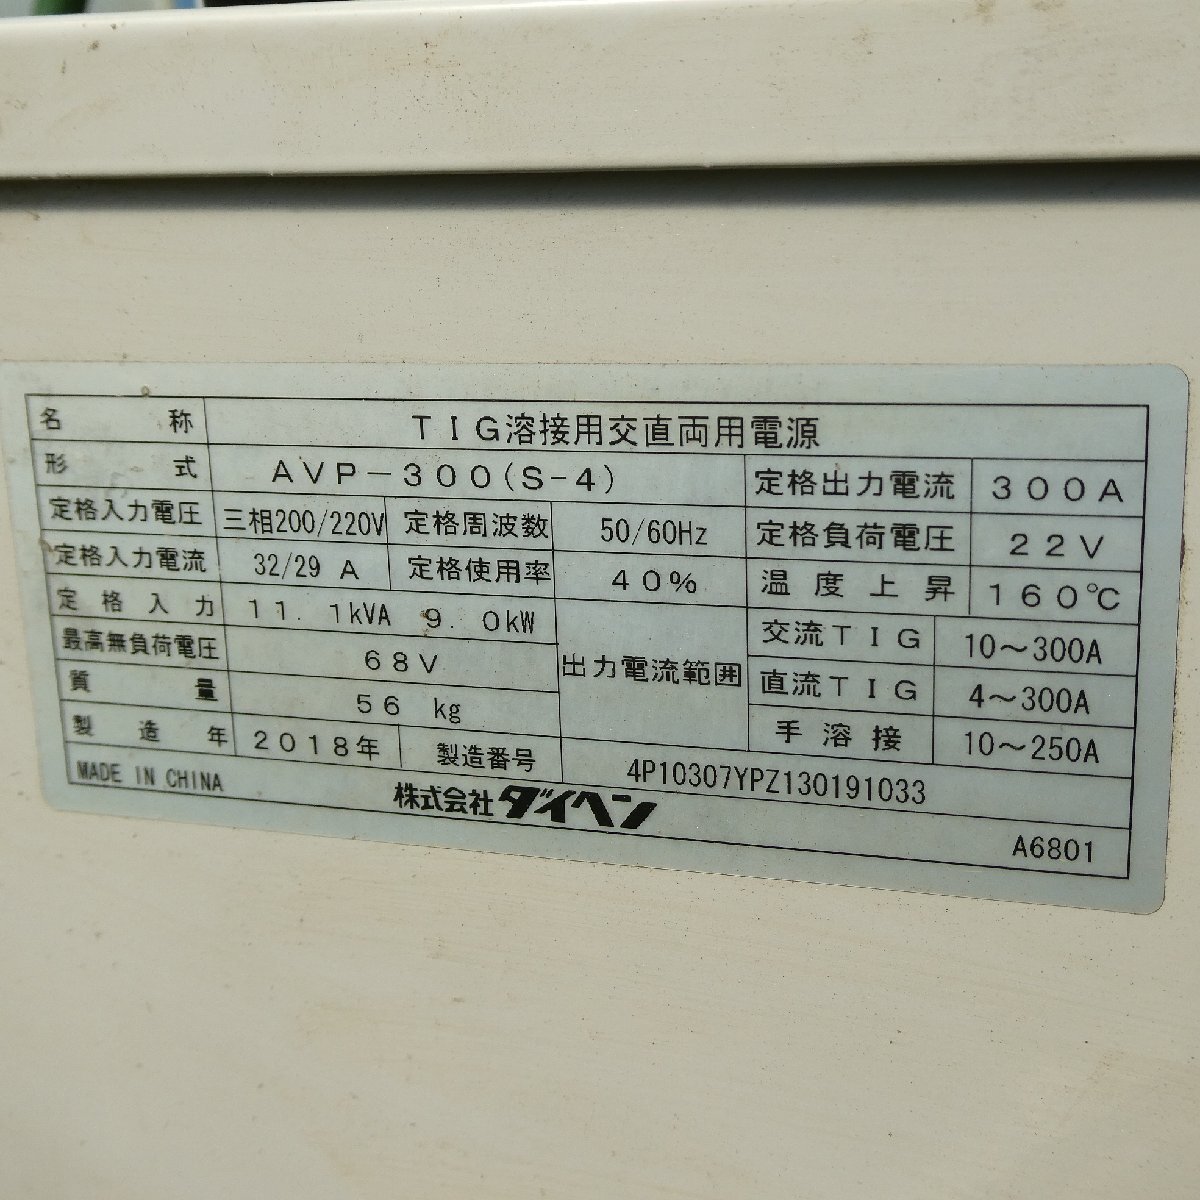 名称 TIG溶接用交直両用電源
形式 AVP-300(S-4) 定格出力電流 300A
定格入力電圧 三相200/220V 定格周波数 50/60Hz 定格負荷電圧 22V
定格入力電流 32/29 A 定格使用率 40% 温度上昇 160℃
定格入力 11.1kVA 9.0kW 出力電流範囲 交流TIG 10～300A
最高無負荷電圧 68V 直流TIG 4～300A
質量 56 kg 手溶接 10～250A
製造年 2018年 製造番号 4P10307YPZ130191033
MADE IN CHINA 株式会社ダイヘン A6801